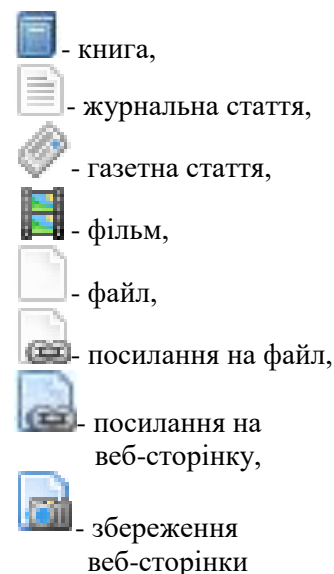 - книга,
- журнальна стаття,
- газетна стаття,
- фільм,
- файл,
- посилання на файл,
- посилання на
веб-сторінку,
- збереження
веб-сторінки